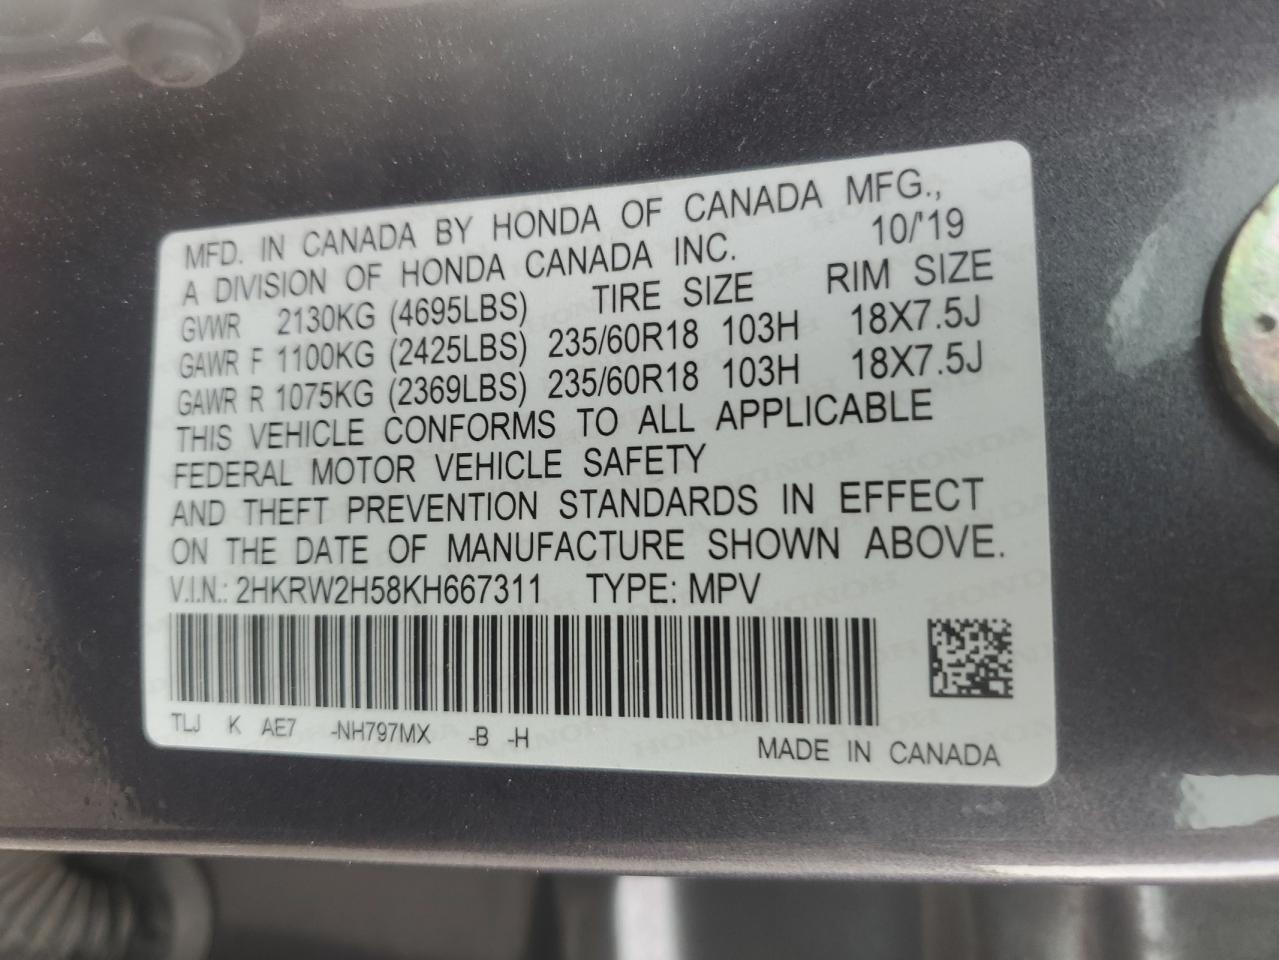 MFD. IN CANADA BY HONDA OF CANADA MFG.,
A DIVISION OF HONDA CANADA INC. 10/'19
GVWR 2130KG (4695LBS) TIRE SIZE RIM SIZE
GAWR F 1100KG (2425LBS) 235/60R18 103H 18X7.5J
GAWR R 1075KG (2369LBS) 235/60R18 103H 18X7.5J
THIS VEHICLE CONFORMS TO ALL APPLICABLE
FEDERAL MOTOR VEHICLE SAFETY
AND THEFT PREVENTION STANDARDS IN EFFECT
ON THE DATE OF MANUFACTURE SHOWN ABOVE.
V.I.N.: 2HKRW2H58KH667311 TYPE: MPV
TLJ K AE7 -NH797MX -B -H
MADE IN CANADA